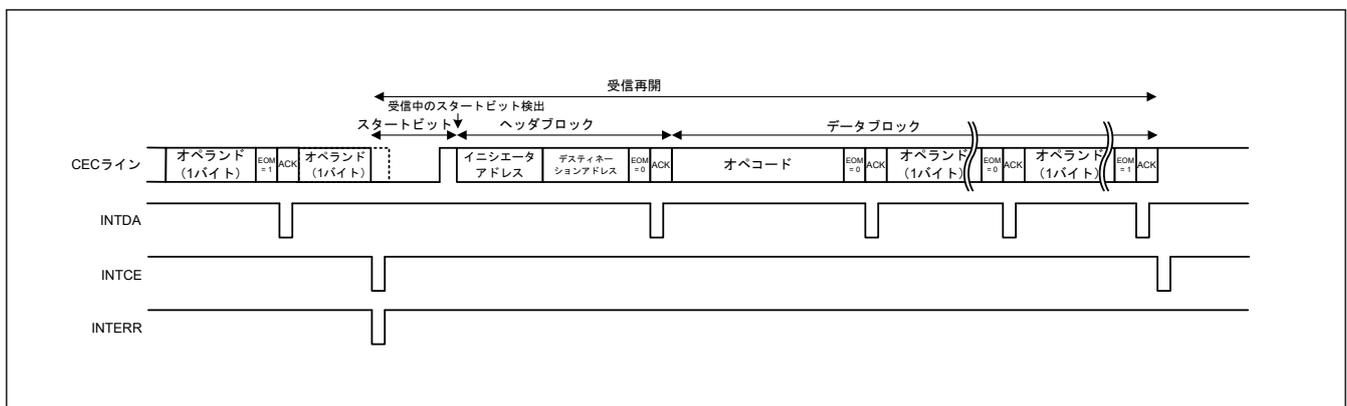 受信再開
受信中のスタートビット検出
スタートビット ヘッダブロック データブロック
CECライン
オペランド
(1バイト)
EOM
=1
ACK
オペランド
(1バイト)
イニシエータ
アドレス
デスティネー
ションアドレス
EOM
=0
ACK
オペコード
EOM
=0
ACK
オペランド
(1バイト)
EOM
=0
ACK
オペランド
(1バイト)
EOM
=1
ACK
INTDA
INTCE
INTERR